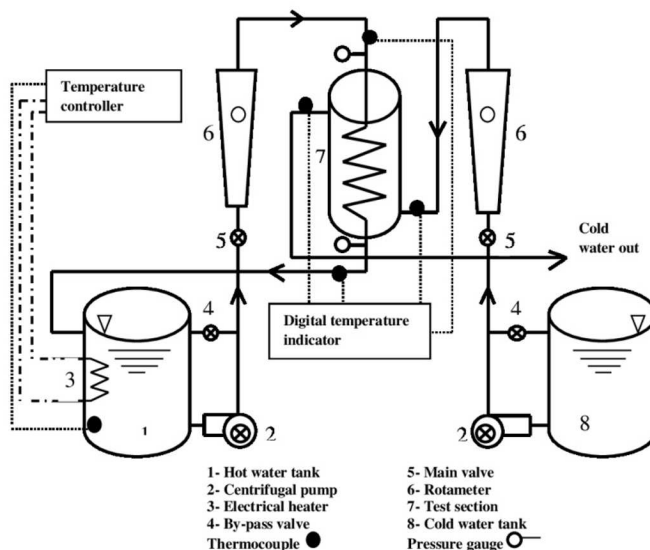 Temperature
controller
6
7
6
5
5
Cold
water out
4
4
Digital temperature
indicator
3
1
2
2
8
1- Hot water tank
2- Centrifugal pump
3- Electrical heater
4- By-pass valve
Thermocouple
5- Main valve
6- Rotameter
7- Test section
8- Cold water tank
Pressure gauge